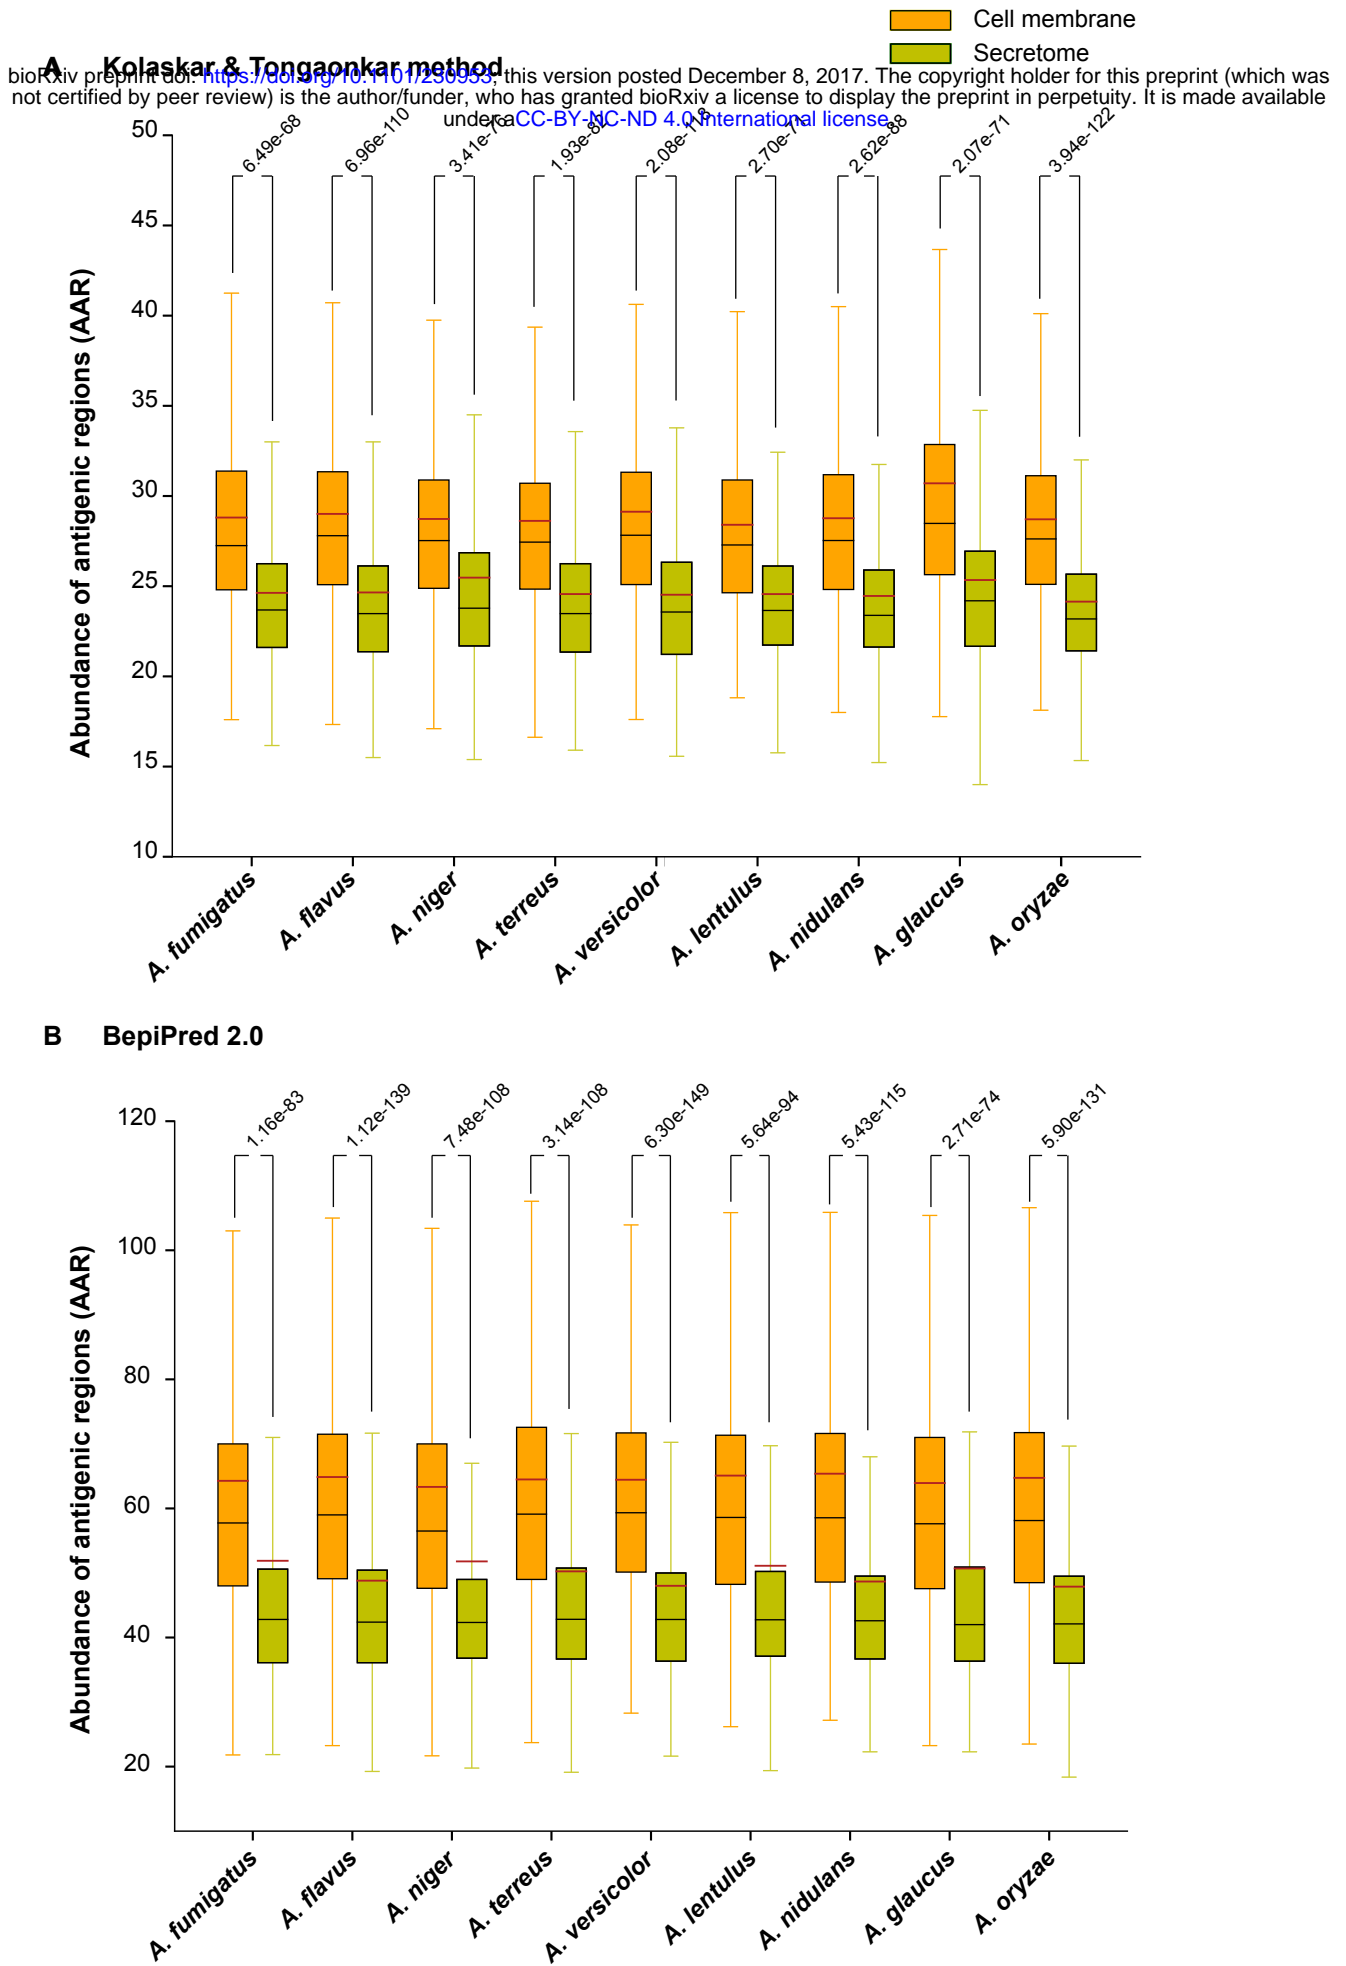 Cell membrane
Secretome
A Kolaskar & Tongaonkar method
bioRxiv preprint doi: https://doi.org/10.1101/230953; this version posted December 8, 2017. The copyright holder for this preprint (which was
not certified by peer review) is the author/funder, who has granted bioRxiv a license to display the preprint in perpetuity. It is made available
under a CC-BY-NC-ND 4.0 International license.
6.49e-68 6.96e-110 2.62e-88 2.07e-71 3.94e-122
Abundance of antigenic regions (AAR)
50
45
40
35
30
25
20
15
10
A. fumigatus A. flavus A. niger A. terreus A. versicolor A. lentulus A. nidulans A. glaucus A. oryzae
B BepiPred 2.0
1.16e-83 1.12e-139 7.48e-108 3.14e-108 6.30e-149 5.64e-94 5.43e-115 2.71e-74 5.90e-131
Abundance of antigenic regions (AAR)
120
100
80
60
40
20
A. fumigatus A. flavus A. niger A. terreus A. versicolor A. lentulus A. nidulans A. glaucus A. oryzae